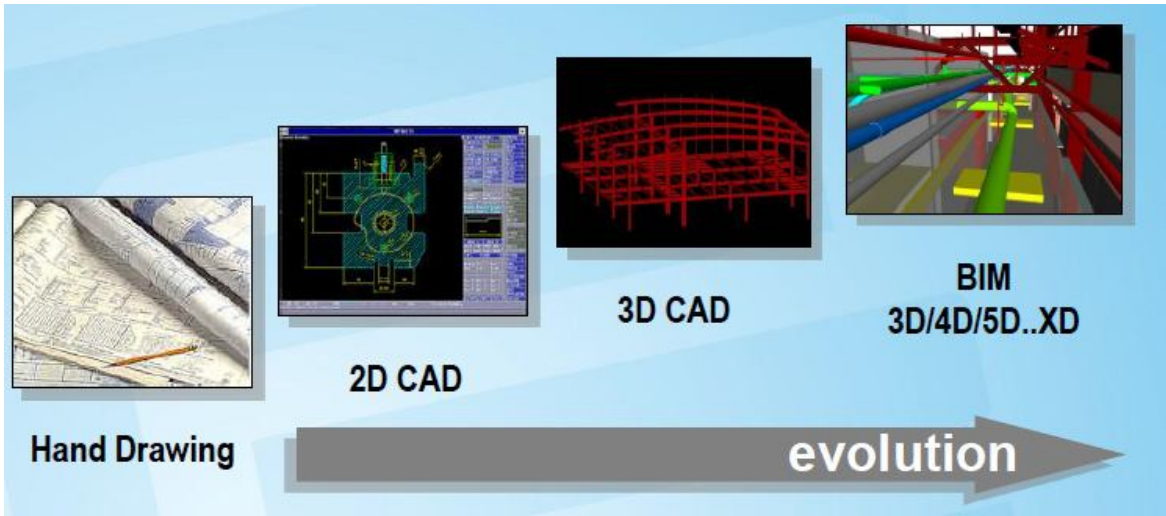 Hand Drawing
2D CAD
3D CAD
BIM
3D/4D/5D..XD
evolution